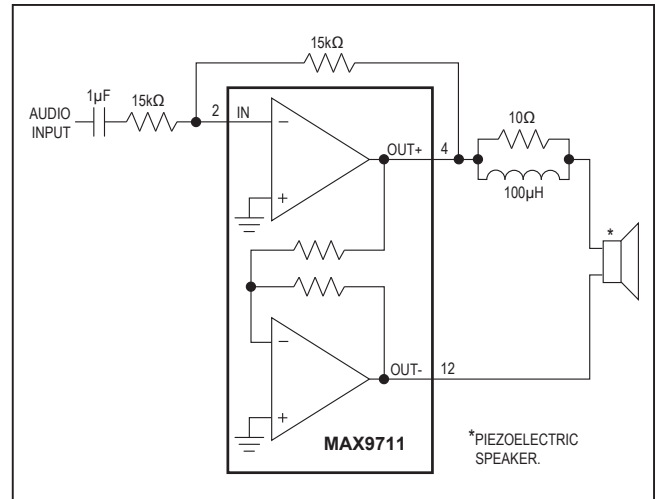 15kΩ
1µF
15kΩ
AUDIO
INPUT
2
IN
−
+
OUT+
4
10Ω
100µH
*
−
+
OUT-
12
MAX9711
*PIEZOELECTRIC
SPEAKER.